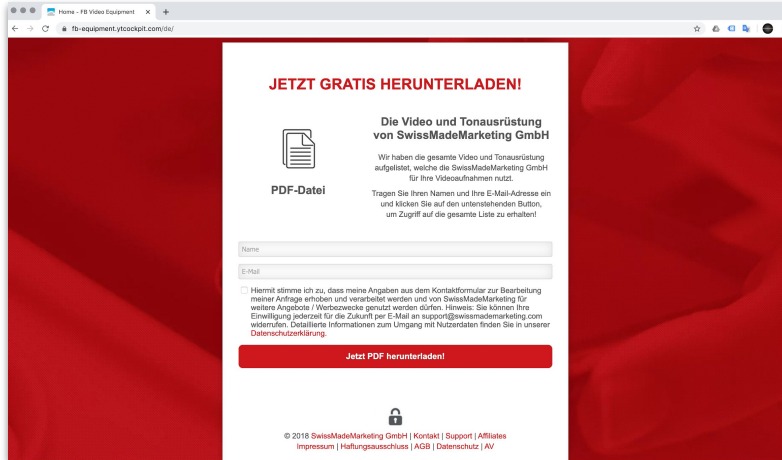 Home - FB Video Equipment
fb-equipment.ytcockpit.com/de/
JETZT GRATIS HERUNTERLADEN!
PDF-Datei
Die Video und Tonausrüstung
von SwissMadeMarketing GmbH
Wir haben die gesamte Video und Tonausrüstung
aufgelistet, welche die SwissMadeMarketing GmbH
für Ihre Videoaufnahmen nutzt.
Tragen Sie Ihren Namen und Ihre E-Mail-Adresse ein
und klicken Sie auf den untenstehenden Button,
um Zugriff auf die gesamte Liste zu erhalten!
Name
E-Mail
Hiermit stimme ich zu, dass meine Angaben aus dem Kontaktformular zur Bearbeitung
meiner Anfrage erhoben und verarbeitet werden und von SwissMadeMarketing für
weitere Angebote / Werbezwecke genutzt werden dürfen. Hinweis: Sie können Ihre
Einwilligung jederzeit für die Zukunft per E-Mail an support@swissmademarketing.com
widerrufen. Detaillierte Informationen zum Umgang mit Nutzerdaten finden Sie in unserer
Datenschutzerklärung.
Jetzt PDF herunterladen!
© 2018 SwissMadeMarketing GmbH | Kontakt | Support | Affiliates
Impressum | Haftungsausschluss | AGB | Datenschutz | AV